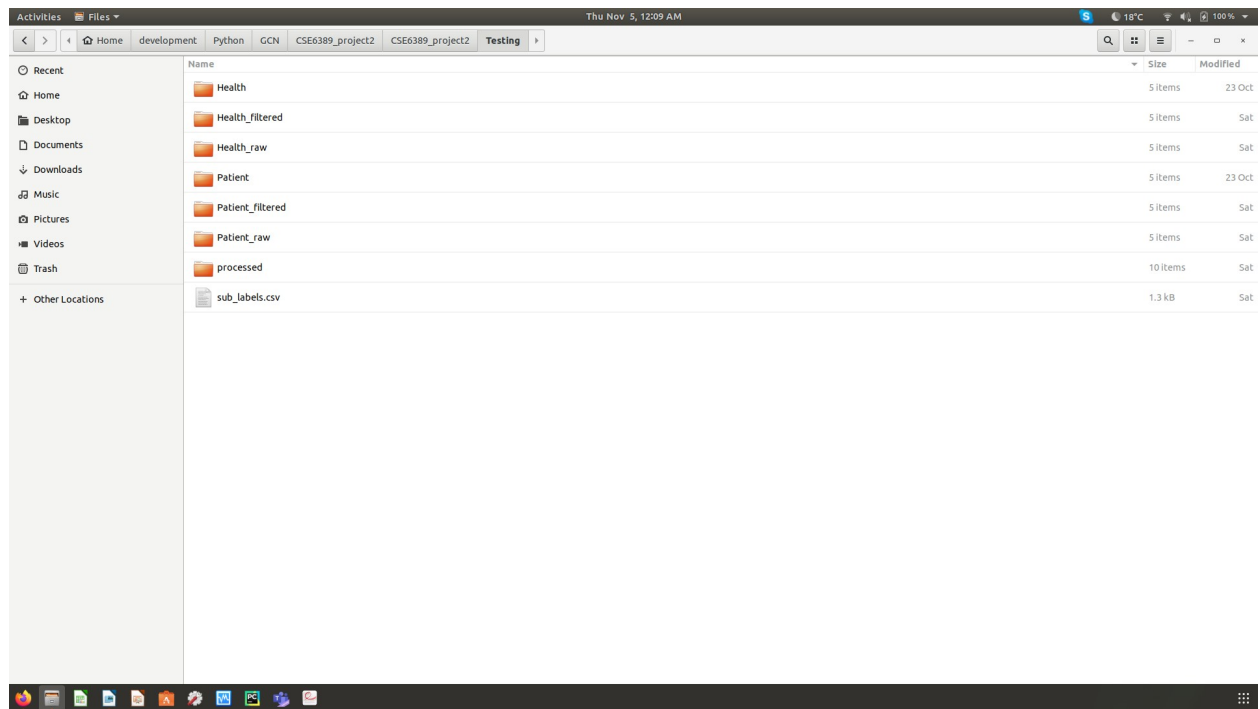 Activities Files Thu Nov 5, 12:09 AM S 18°C 100 %
Home development Python GCN CSE6389_project2 CSE6389_project2 Testing
Recent
Home
Desktop
Documents
Downloads
Music
Pictures
Videos
Trash
+ Other Locations
Name Size Modified
Health 5 items 23 Oct
Health_filtered 5 items Sat
Health_raw 5 items Sat
Patient 5 items 23 Oct
Patient_filtered 5 items Sat
Patient_raw 5 items Sat
processed 10 items Sat
sub_labels.csv 1.3 kB Sat
PC